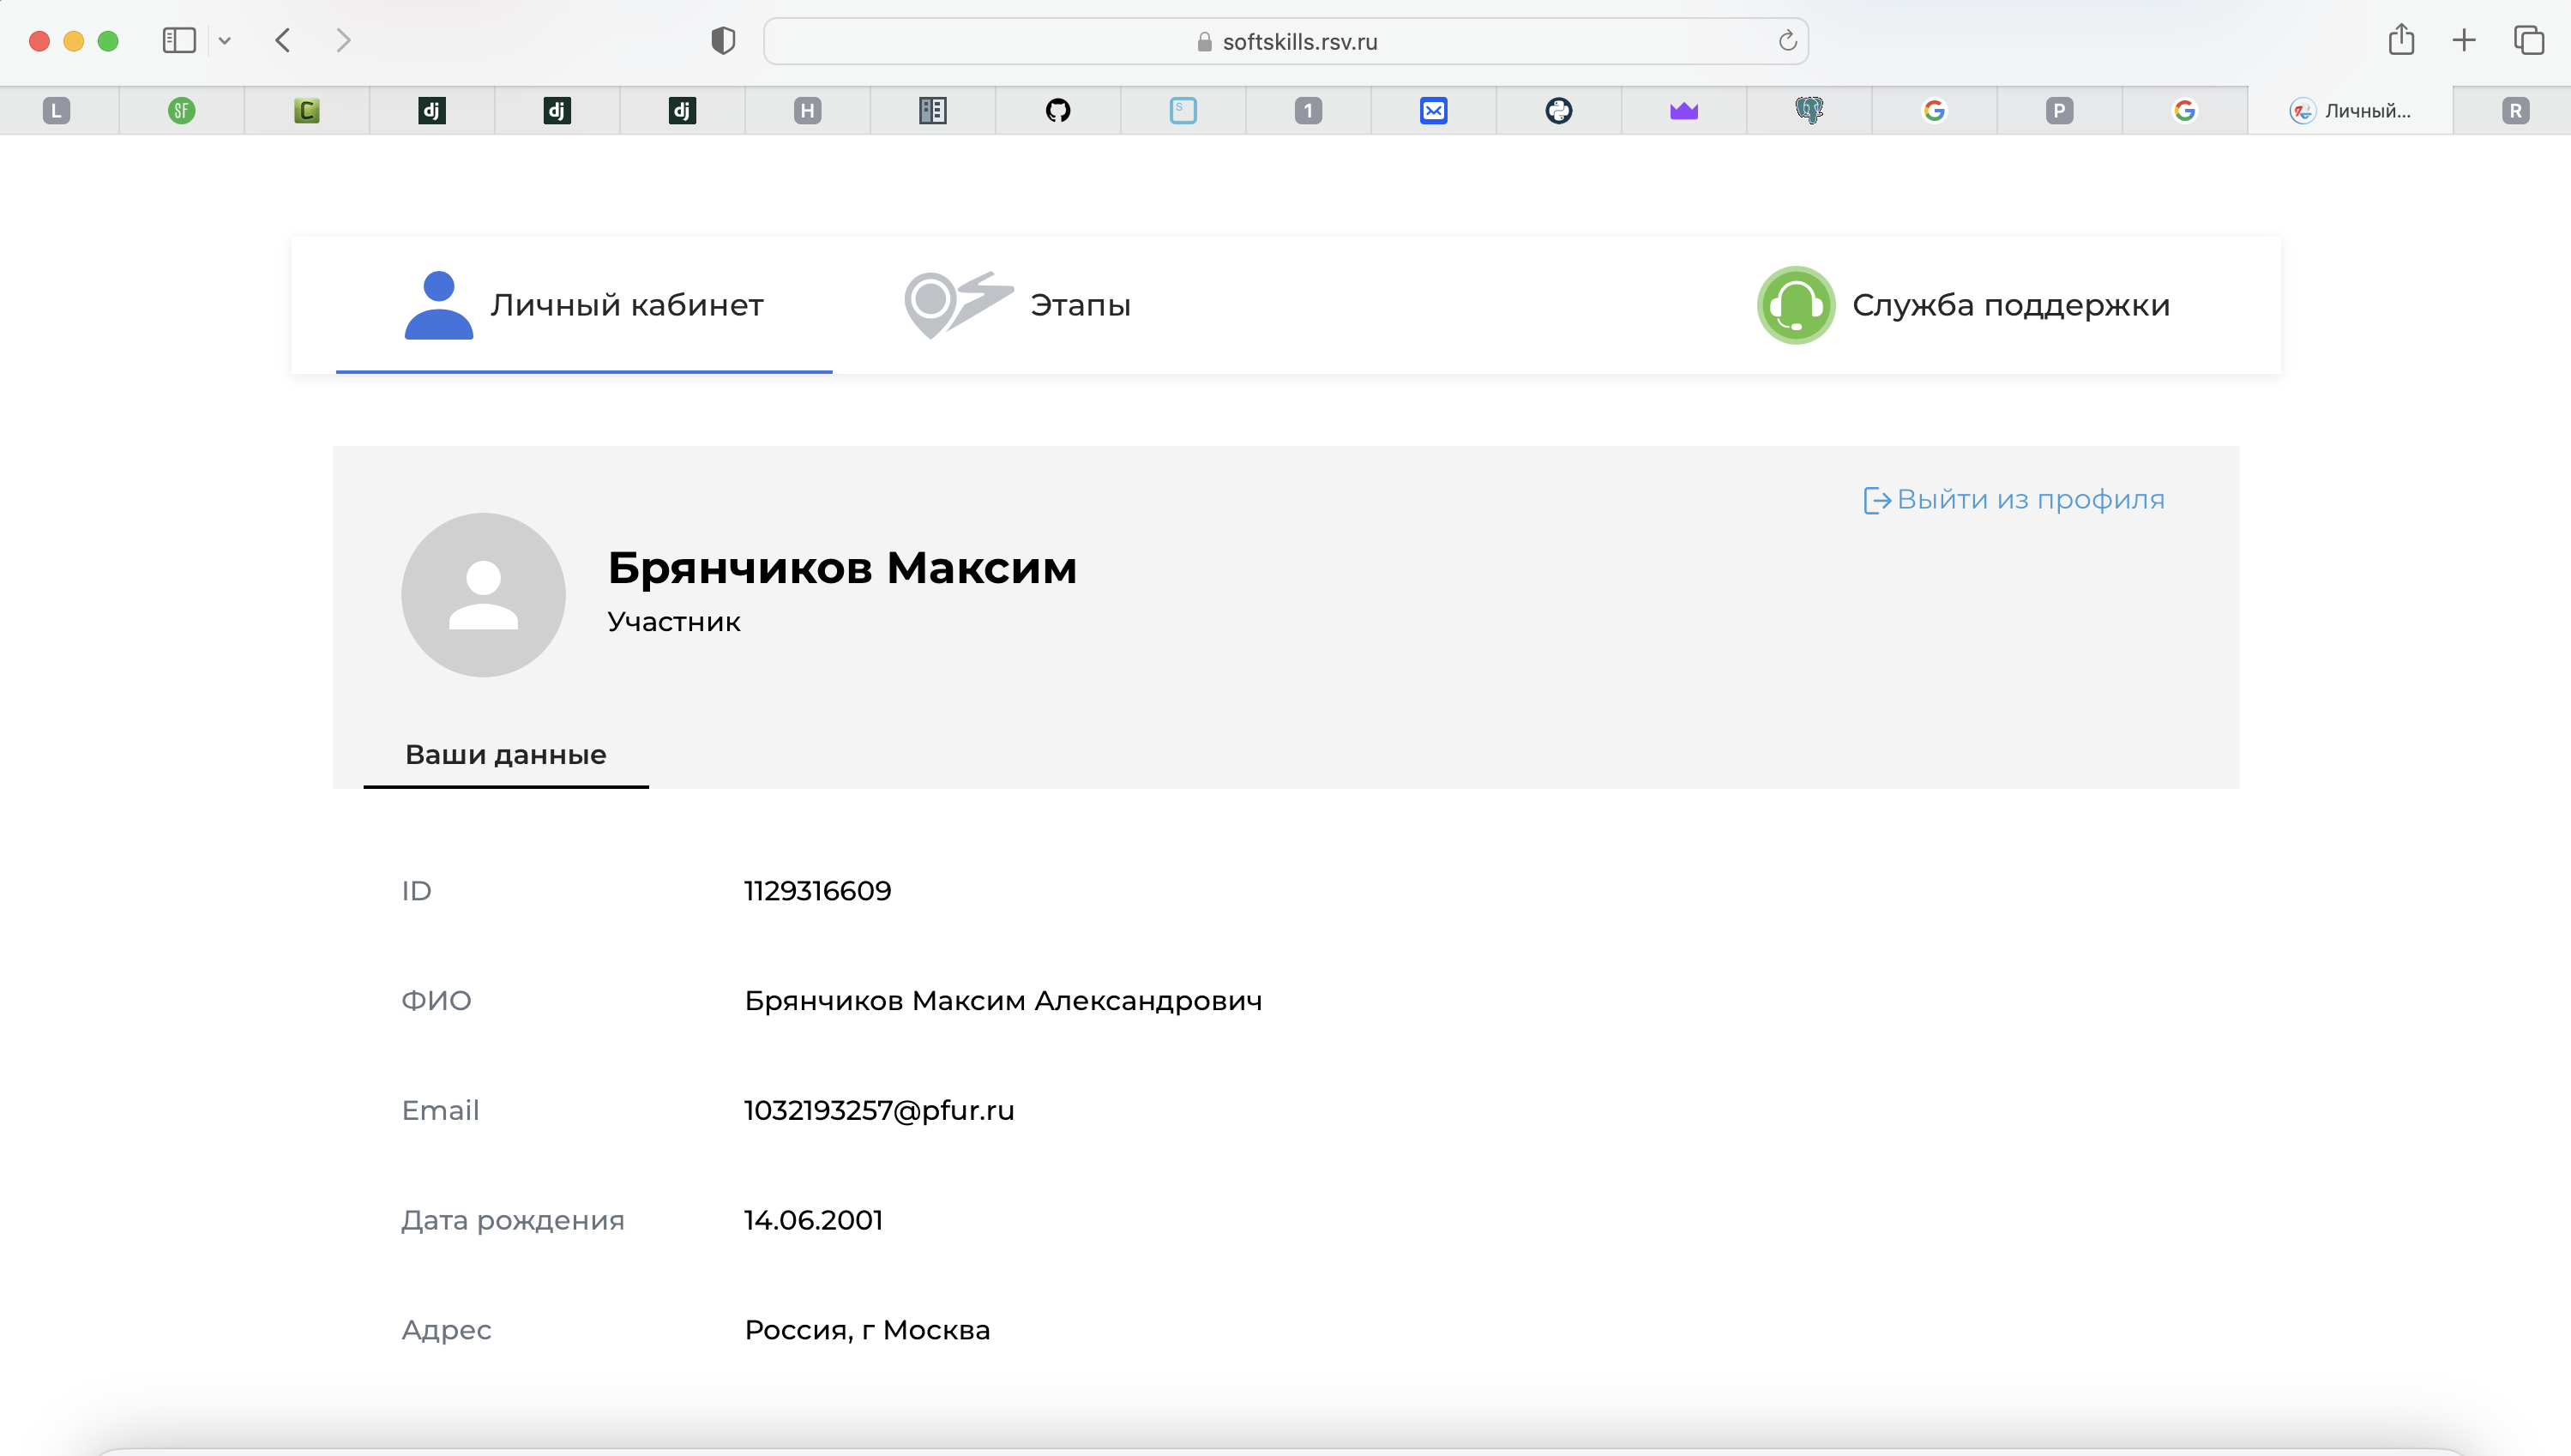 softskills.rsv.ru
L SF C dj dj dj H S 1 P Личный... R
Личный кабинет Этапы Служба поддержки
Выйти из профиля
Брянчиков Максим
Участник
Ваши данные
ID 1129316609
ФИО Брянчиков Максим Александрович
Email 1032193257@pfur.ru
Дата рождения 14.06.2001
Адрес Россия, г Москва